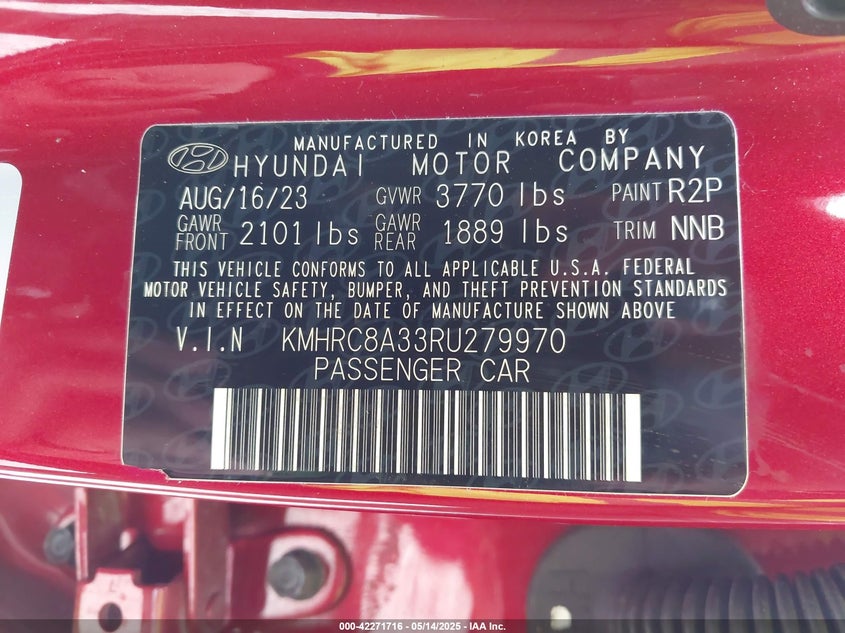 MANUFACTURED IN KOREA BY
HYUNDAI MOTOR COMPANY
AUG/16/23 GVWR 3770 lbs PAINT R2P
GAWR FRONT 2101 lbs GAWR REAR 1889 lbs TRIM NNB
THIS VEHICLE CONFORMS TO ALL APPLICABLE U.S.A. FEDERAL
MOTOR VEHICLE SAFETY, BUMPER, AND THEFT PREVENTION STANDARDS
IN EFFECT ON THE DATE OF MANUFACTURE SHOWN ABOVE
V.I.N KMHRC8A33RU279970
PASSENGER CAR
000-42271716 - 05/14/2025 - IAA Inc.